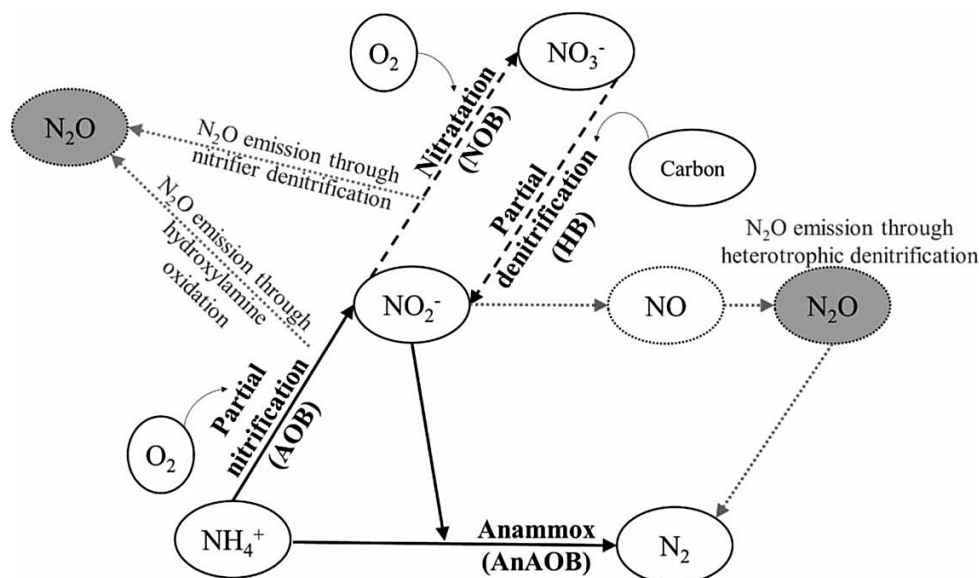 O₂
NO₃⁻
N₂O
N₂O emission through
nitrifier denitrification
Nitratation
(NOB)
Carbon
Partial
denitrification
(HB)
N₂O emission through
hydroxylamine
oxidation
N₂O emission through
heterotrophic denitrification
NO₂⁻
NO
N₂O
Partial
nitrification
(AOB)
O₂
NH₄⁺
Anammox
(AnAOB)
N₂